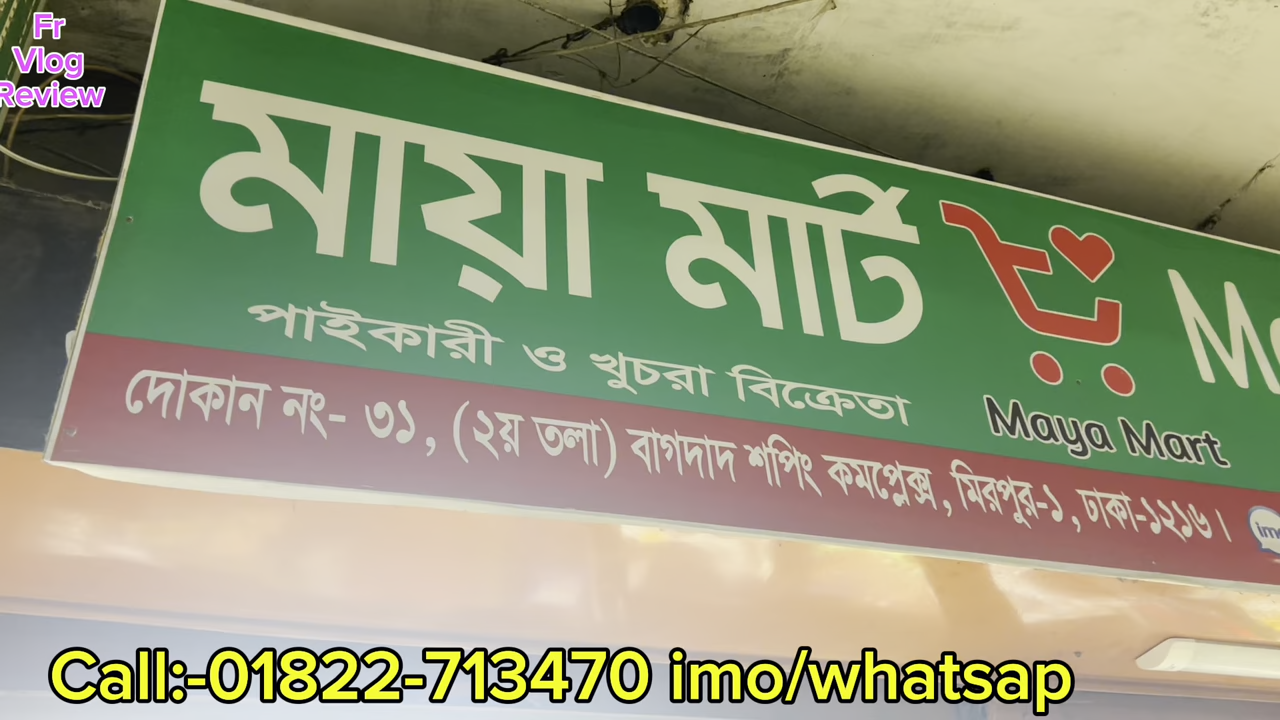 Fr
Vlog
Review
মায়া মার্ট
পাইকারী ও খুচরা বিক্রেতা
Maya Mart
দোকান নং- ৩১, (২য় তলা) বাগদাদ শপিং কমপ্লেক্স, মিরপুর-১, ঢাকা-১২১৬।
Call:-01822-713470 imo/whatsap